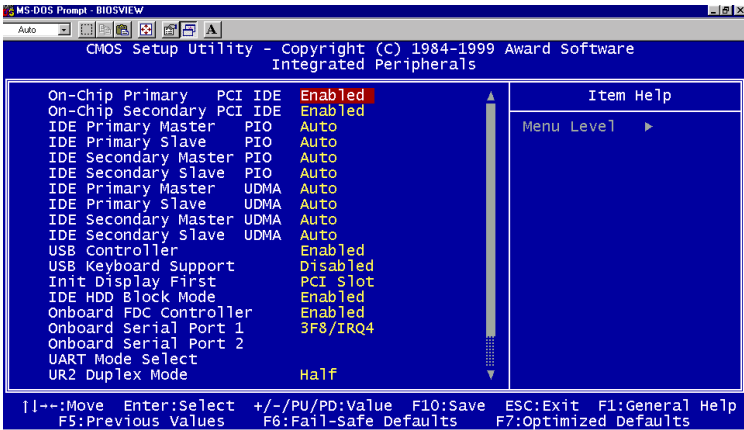 MS-DOS Prompt - BIOSVIEW
Auto
A
CMOS Setup Utility – Copyright (C) 1984-1999 Award Software
Integrated Peripherals
On-Chip Primary PCI IDE Enabled
On-Chip Secondary PCI IDE Enabled
IDE Primary Master PIO Auto
IDE Primary Slave PIO Auto
IDE Secondary Master PIO Auto
IDE Secondary Slave PIO Auto
IDE Primary Master UDMA Auto
IDE Primary Slave UDMA Auto
IDE Secondary Master UDMA Auto
IDE Secondary Slave UDMA Auto
USB Controller Enabled
USB Keyboard Support Disabled
Init Display First PCI Slot
IDE HDD Block Mode Enabled
Onboard FDC Controller Enabled
Onboard Serial Port 1 3F8/IRQ4
Onboard Serial Port 2
UART Mode Select
UR2 Duplex Mode Half
Item Help
Menu Level ▶
↑↓→←:Move Enter:Select +/-/PU/PD:Value F10:Save ESC:Exit F1:General Help
F5:Previous Values F6:Fail-Safe Defaults F7:Optimized Defaults